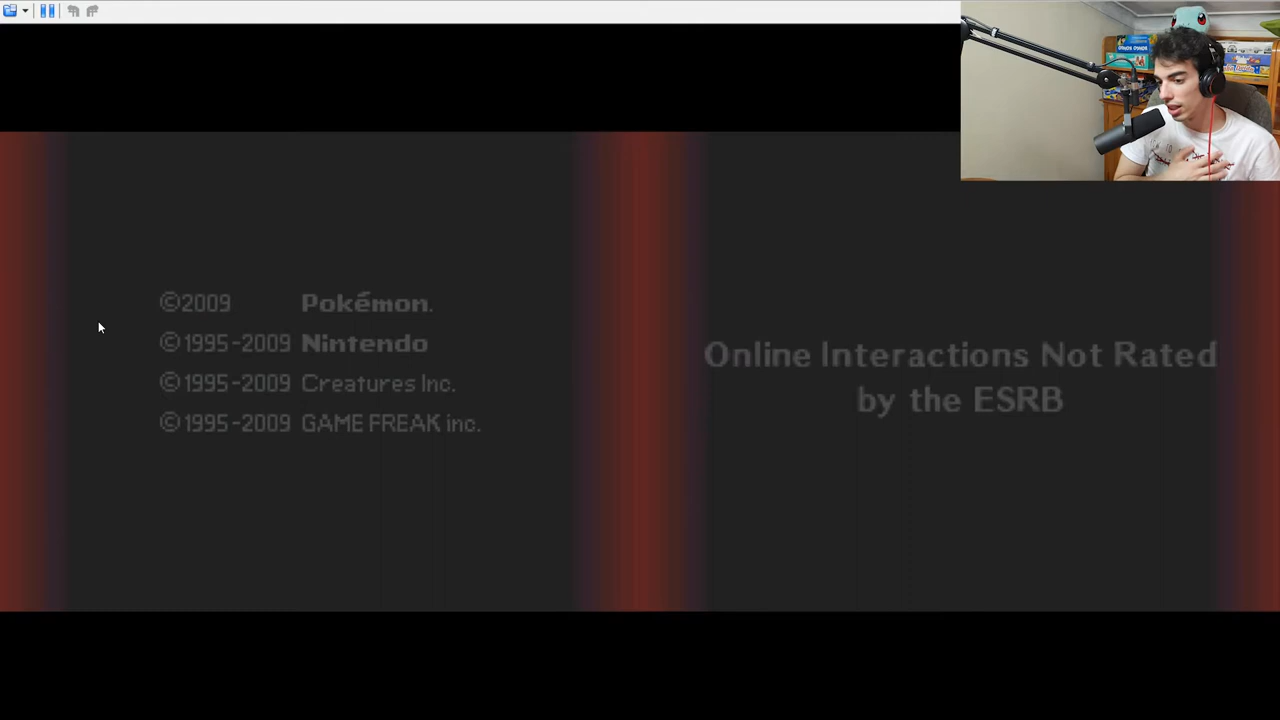 ©2009 Pokémon.
©1995-2009 Nintendo
©1995-2009 Creatures Inc.
©1995-2009 GAME FREAK inc.
Online Interactions Not Rated
by the ESRB